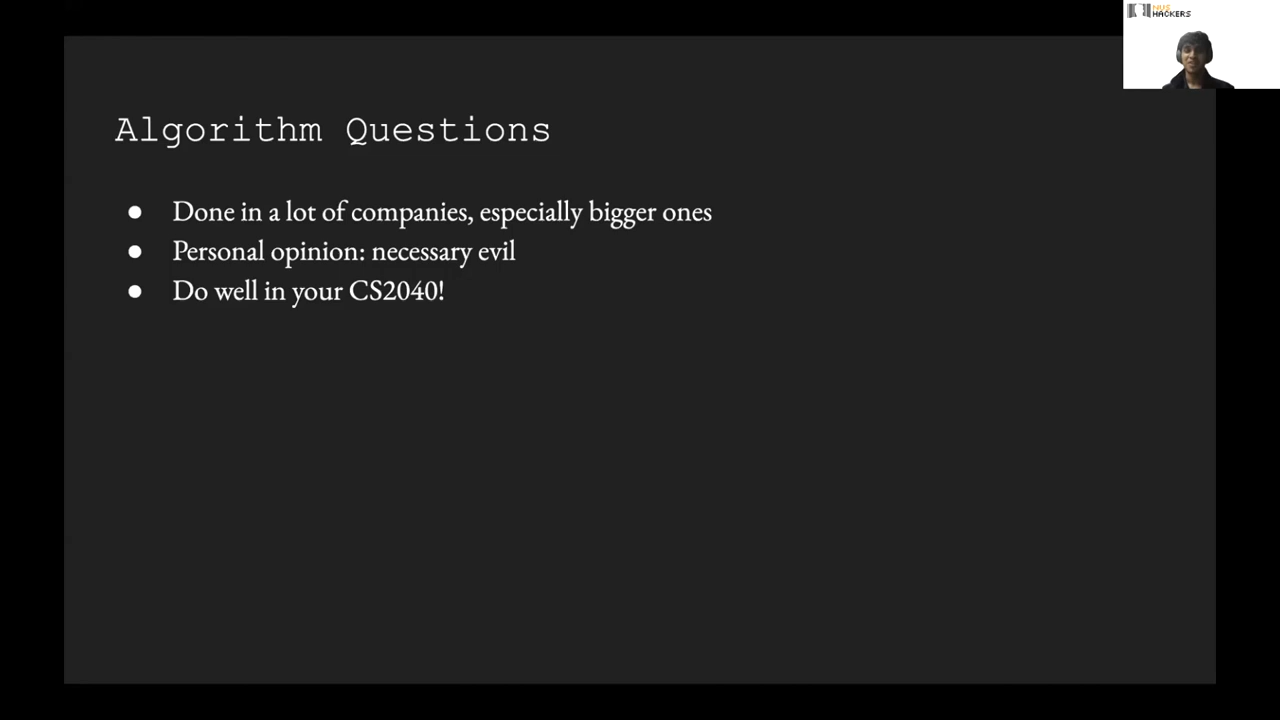 NUS
HACKERS
Algorithm Questions
● Done in a lot of companies, especially bigger ones
● Personal opinion: necessary evil
● Do well in your CS2040!